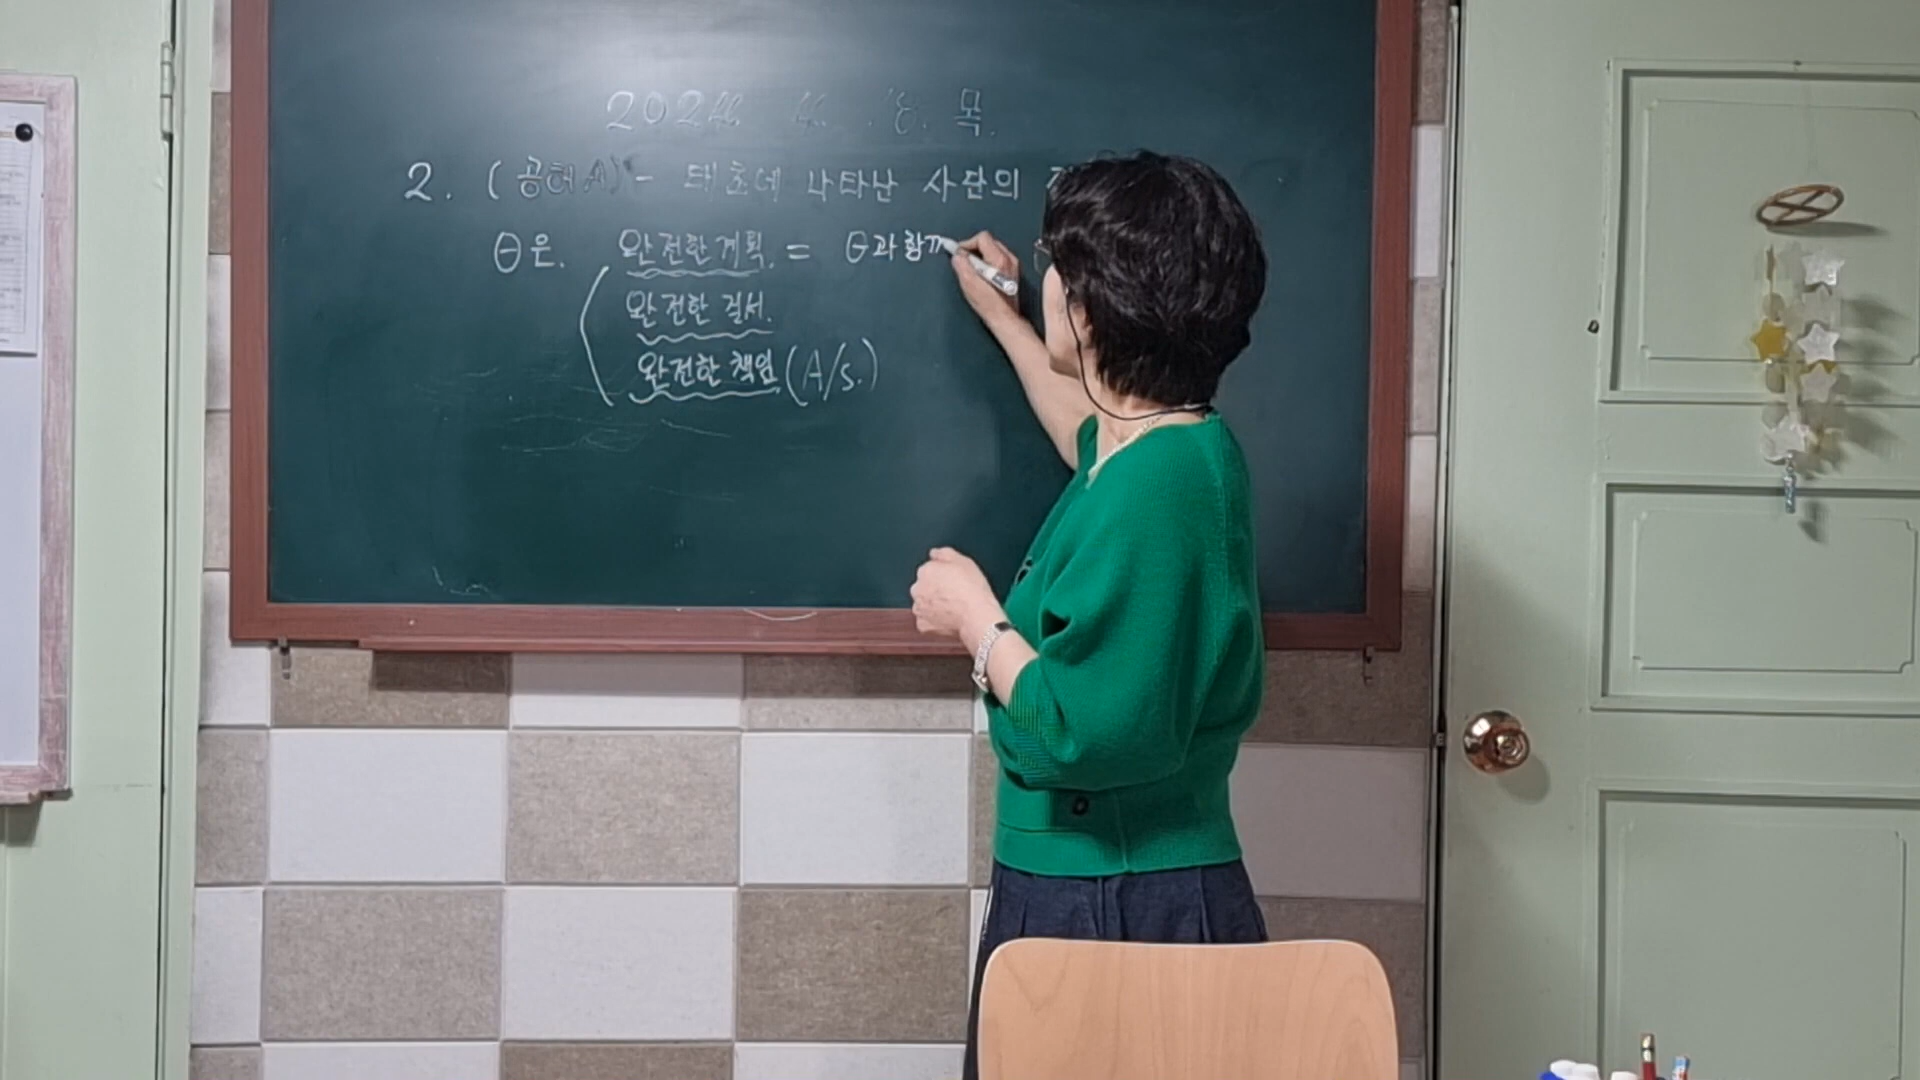 2024. 4. 18. 목.
2. (공허A) - 태초에 나타난 사단의
Θ은. 완전한계획. = Θ과함께
완전한 질서.
완전한 책임 (A/s.)